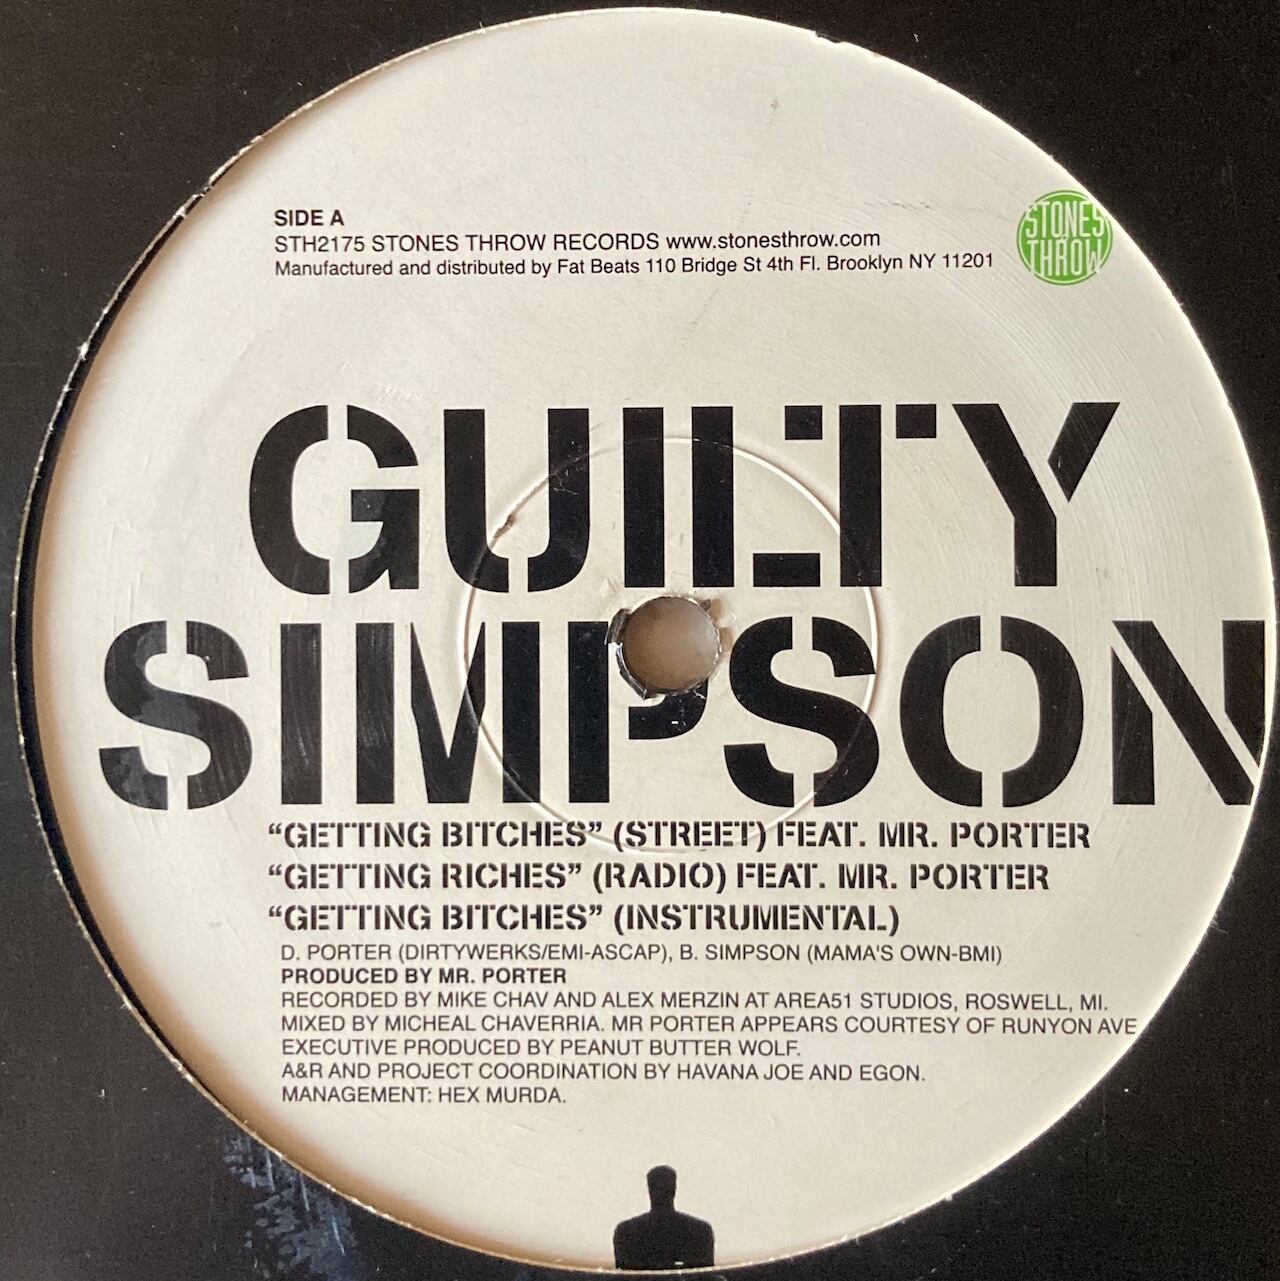 SIDE A
STH2175 STONES THROW RECORDS www.stonesthrow.com
Manufactured and distributed by Fat Beats 110 Bridge St 4th Fl. Brooklyn NY 11201
STONES
THROW
GUILTY
SIMPSON
“GETTING BITCHES” (STREET) FEAT. MR. PORTER
“GETTING RICHES” (RADIO) FEAT. MR. PORTER
“GETTING BITCHES” (INSTRUMENTAL)
D. PORTER (DIRTYWERKS/EMI-ASCAP), B. SIMPSON (MAMA'S OWN-BMI)
PRODUCED BY MR. PORTER
RECORDED BY MIKE CHAV AND ALEX MERZIN AT AREA51 STUDIOS, ROSWELL, MI.
MIXED BY MICHEAL CHAVERRIA. MR PORTER APPEARS COURTESY OF RUNYON AVE
EXECUTIVE PRODUCED BY PEANUT BUTTER WOLF.
A&R AND PROJECT COORDINATION BY HAVANA JOE AND EGON.
MANAGEMENT: HEX MURDA.